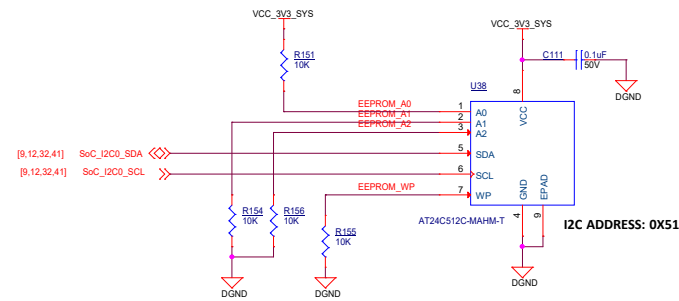 VCC_3V3_SYS
VCC_3V3_SYS
R151
10K
C111
0.1uF
50V
DGND
U38
8
EEPROM_A0
EEPROM_A1
EEPROM_A2
1
2
3
A0
A1
A2
VCC
[9,12,32,41] SoC_I2C0_SDA
5
SDA
[9,12,32,41] SoC_I2C0_SCL
6
SCL
EEPROM_WP
7
WP
GND
EPAD
R154
10K
R156
10K
R155
10K
AT24C512C-MAHM-T
4
9
I2C ADDRESS: 0X51
DGND
DGND
DGND